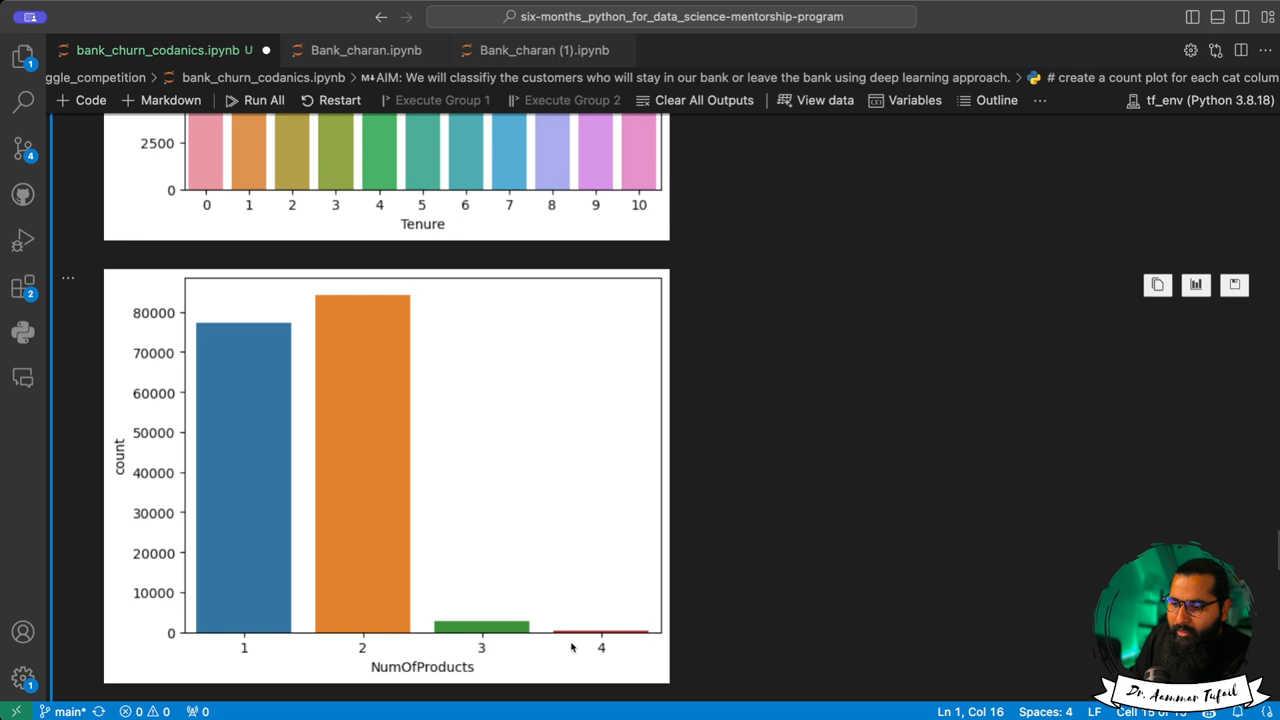 six-months_python_for_data_science-mentorship-program
bank_churn_codanics.ipynb U
Bank_charan.ipynb
Bank_charan (1).ipynb
ggle_competition > bank_churn_codanics.ipynb > M↓AIM: We will classifiy the customers who will stay in our bank or leave the bank using deep learning approach. > # create a count plot for each cat colum
+ Code + Markdown Run All Restart Execute Group 1 Execute Group 2 Clear All Outputs View data Variables Outline ... tf_env (Python 3.8.18)
2500
0
0 1 2 3 4 5 6 7 8 9 10
Tenure
80000
70000
60000
50000
40000
30000
20000
10000
0
count
1 2 3 4
NumOfProducts
1
4
2
1
Dr. Aammar Tufail
main* 0 0 0 Ln 1, Col 16 Spaces: 4 LF